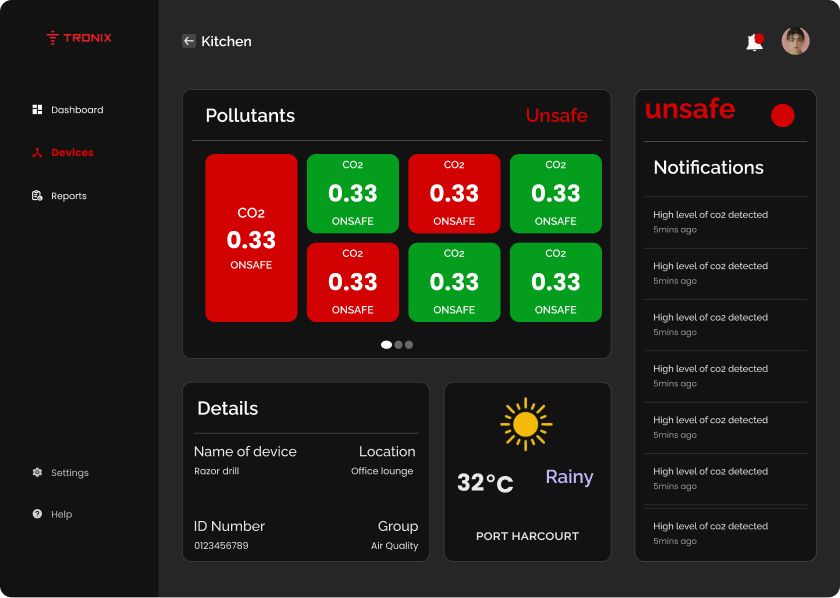 TRONIX
Dashboard
Devices
Reports
Settings
Help
Kitchen
Pollutants
Unsafe
CO2
0.33
ONSAFE
CO2
0.33
ONSAFE
CO2
0.33
ONSAFE
CO2
0.33
ONSAFE
CO2
0.33
ONSAFE
CO2
0.33
ONSAFE
CO2
0.33
ONSAFE
Details
Name of device
Razor drill
Location
Office lounge
ID Number
0123456789
Group
Air Quality
32°C
Rainy
PORT HARCOURT
unsafe
Notifications
High level of co2 detected
5mins ago
High level of co2 detected
5mins ago
High level of co2 detected
5mins ago
High level of co2 detected
5mins ago
High level of co2 detected
5mins ago
High level of co2 detected
5mins ago
High level of co2 detected
5mins ago